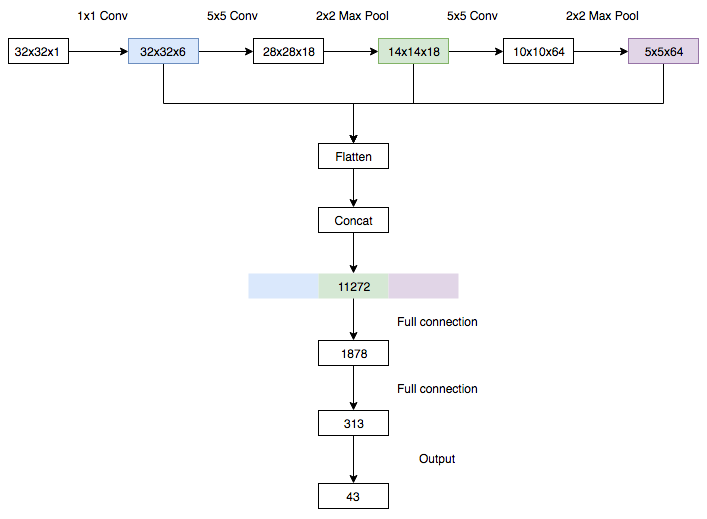 1x1 Conv
5x5 Conv
2x2 Max Pool
5x5 Conv
2x2 Max Pool
32x32x1
32x32x6
28x28x18
14x14x18
10x10x64
5x5x64
Flatten
Concat
11272
Full connection
1878
Full connection
313
Output
43